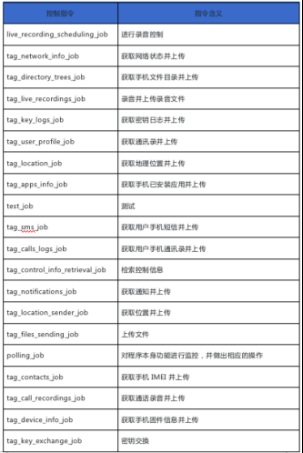 控制指令 指令含义
live_recording_scheduling_job 进行录音控制
tag_network_info_job 获取网络状态并上传
tag_directory_trees_job 获取手机文件目录并上传
tag_live_recordings_job 录音并上传录音文件
tag_key_logs_job 获取密钥日志并上传
tag_user_profile_job 获取通讯录并上传
tag_location_job 获取地理位置并上传
tag_apps_info_job 获取手机已安装应用并上传
test_job 测试
tag_sms_job 获取用户手机短信并上传
tag_calls_logs_job 获取用户手机通讯录并上传
tag_control_info_retrieval_job 检索控制信息
tag_notifications_job 获取通知并上传
tag_location_sender_job 获取位置并上传
tag_files_sending_job 上传文件
polling_job 对程序本身功能进行监控，并做出相应的操作
tag_contacts_job 获取手机 IMEI 并上传
tag_call_recordings_job 获取通话录音并上传
tag_device_info_job 获取手机固件信息并上传
tag_key_exchange_job 密钥交换